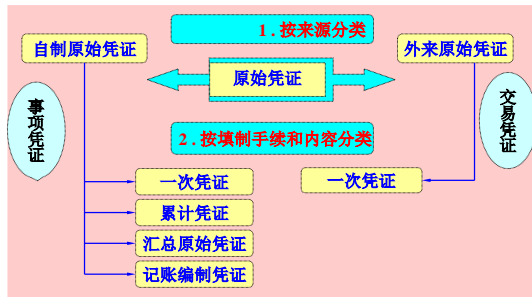 1．按来源分类
自制原始凭证
外来原始凭证
原始凭证
事项凭证
交易凭证
2．按填制手续和内容分类
一次凭证
一次凭证
累计凭证
汇总原始凭证
记账编制凭证